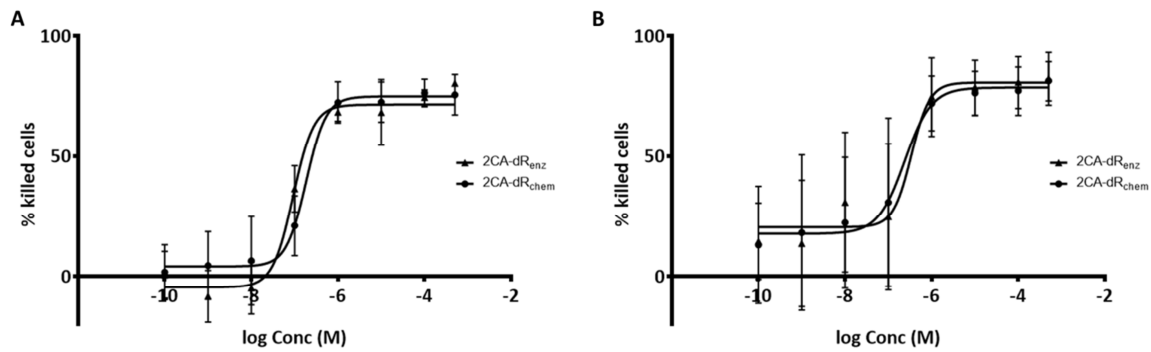 A
100
50
0
% killed cells
-10
-8
-6
-4
-2
log Conc (M)
2CA-dRenz
2CA-dRchem
B
100
50
0
% killed cells
-10
-8
-6
-4
-2
log Conc (M)
2CA-dRenz
2CA-dRchem